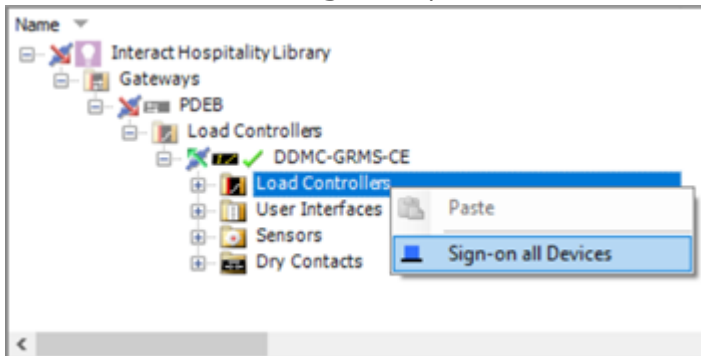 Name
Interact Hospitality Library
Gateways
PDEB
Load Controllers
DDMC-GRMS-CE
Load Controllers
User Interfaces
Paste
Sensors
Sign-on all Devices
Dry Contacts